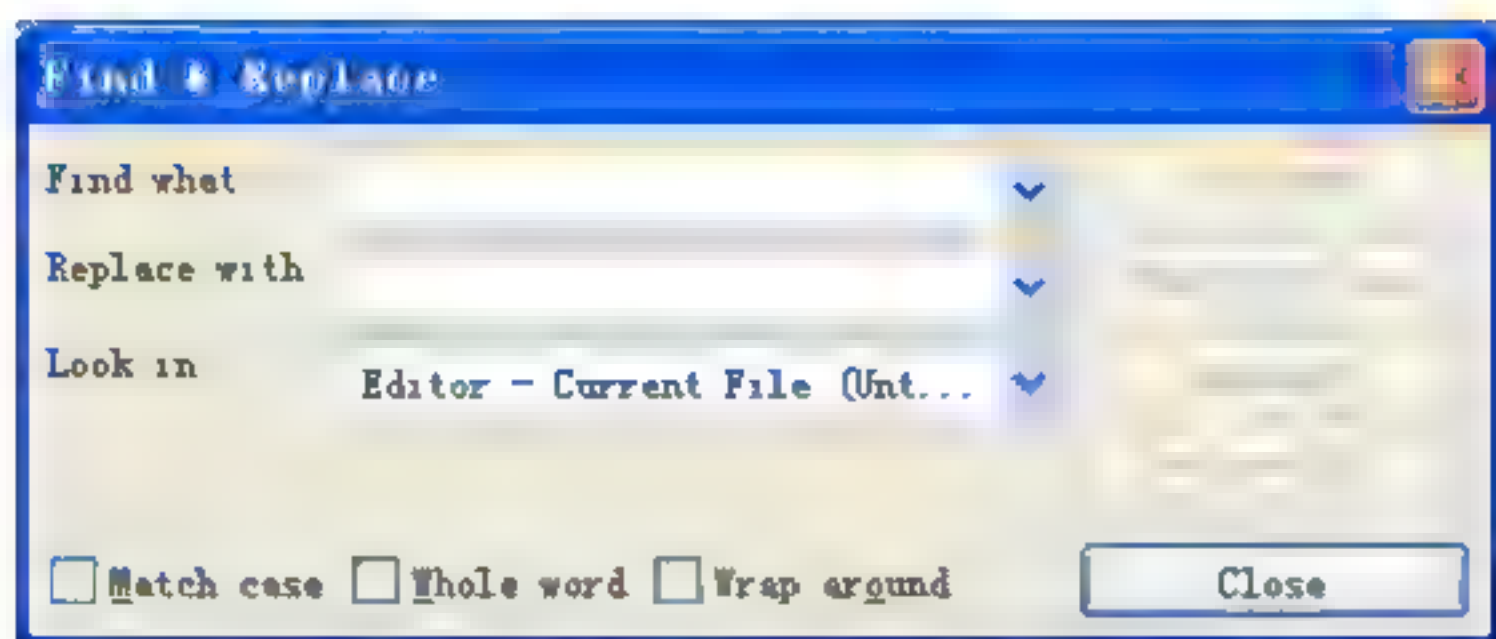 Find & Replace
Find what
Replace with
Look in
Editor - Current File (Unt...
Match case Whole word Wrap around Close